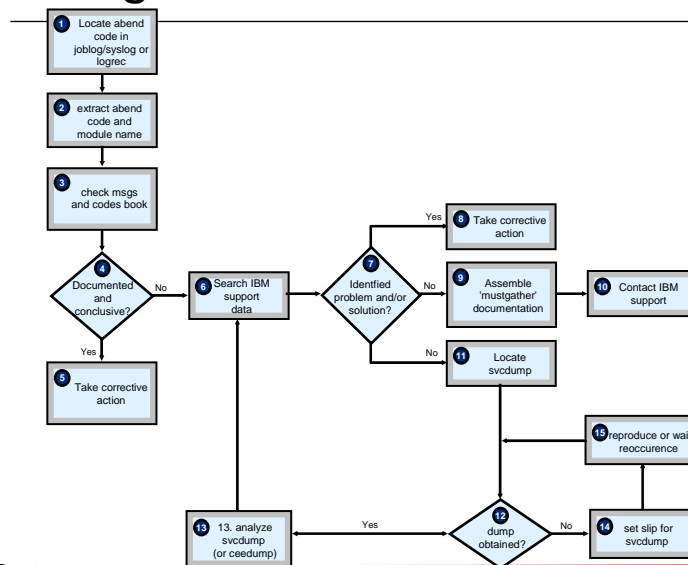 1
Locate abend
code in
joblog/syslog or
logrec
2
extract abend
code and
module name
3
check msgs
and codes book
4
Documented
and
conclusive?
No
Yes
5
Take corrective
action
6
Search IBM
support
data
7
Identfied
problem and/or
solution?
Yes
8
Take corrective
action
No
9
Assemble
'mustgather'
documentation
10
Contact IBM
support
No
11
Locate
svcdump
12
dump
obtained?
Yes
13
13. analyze
svcdump
(or ceedump)
No
14
set slip for
svcdump
15
reproduce or
reoccurence